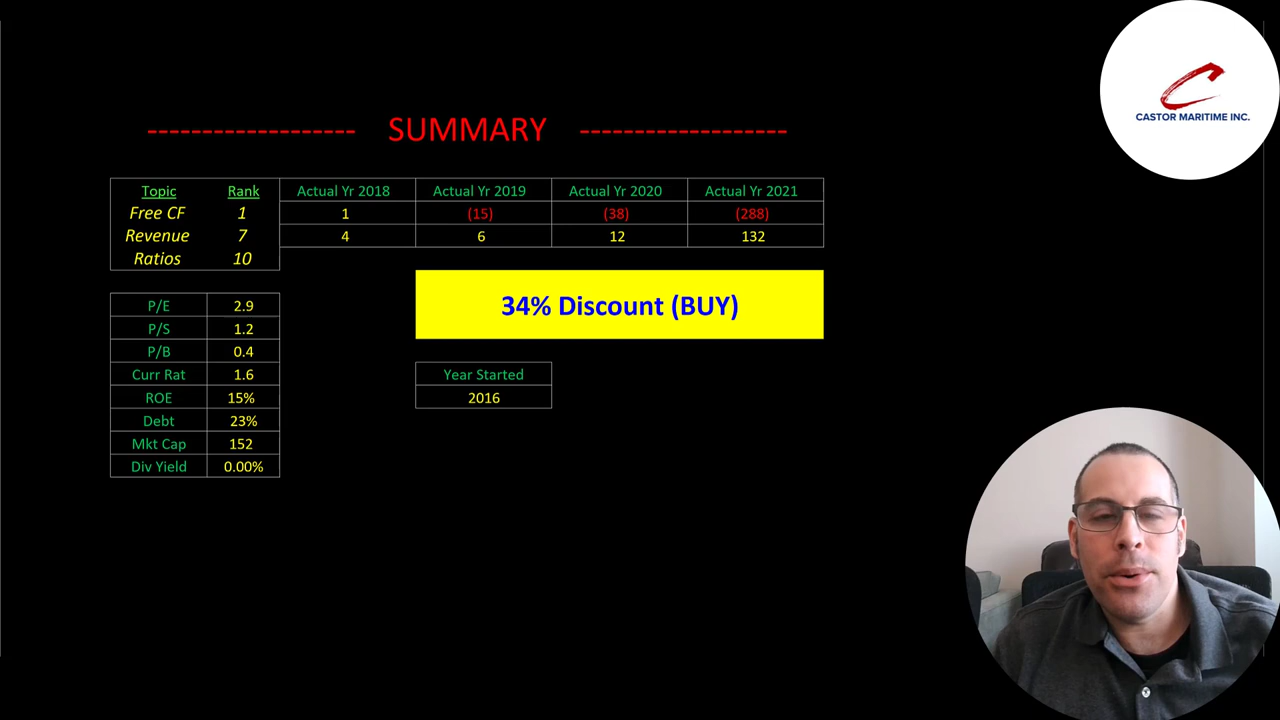 CASTOR MARITIME INC.
------------------- SUMMARY -------------------
Topic Rank Actual Yr 2018 Actual Yr 2019 Actual Yr 2020 Actual Yr 2021
Free CF 1 1 (15) (38) (288)
Revenue 7 4 6 12 132
Ratios 10
34% Discount (BUY)
P/E 2.9
P/S 1.2
P/B 0.4
Curr Rat 1.6
ROE 15%
Debt 23%
Mkt Cap 152
Div Yield 0.00%
Year Started
2016